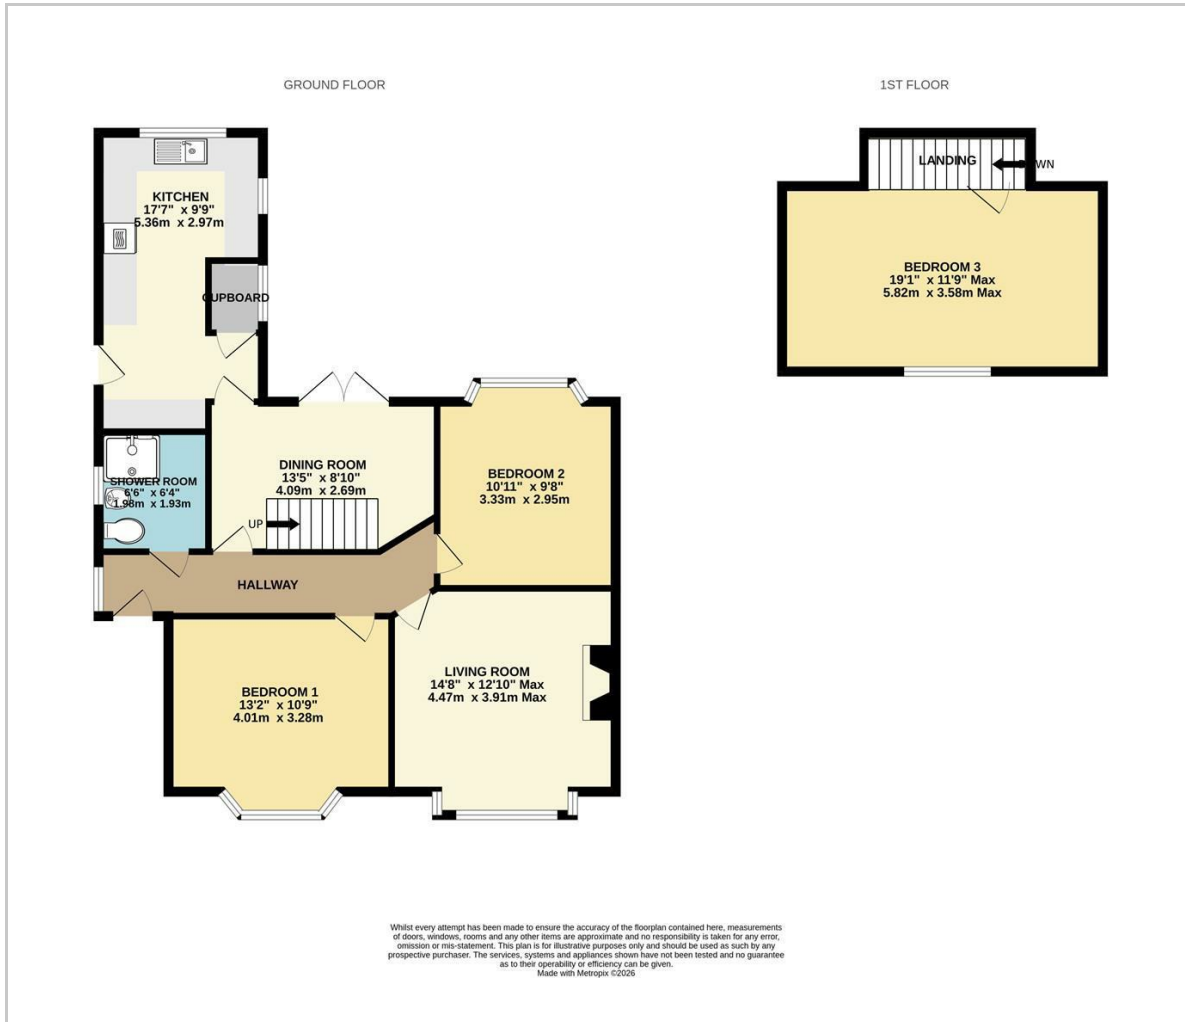 GROUND FLOOR
1ST FLOOR
KITCHEN
17'7" x 9'9"
5.36m x 2.97m
CUPBOARD
LANDING
DOWN
BEDROOM 3
19'1" x 11'9" Max
5.82m x 3.58m Max
SHOWER ROOM
6'6" x 6'4"
1.98m x 1.93m
DINING ROOM
13'5" x 8'10"
4.09m x 2.69m
UP
BEDROOM 2
10'11" x 9'8"
3.33m x 2.95m
HALLWAY
BEDROOM 1
13'2" x 10'9"
4.01m x 3.28m
LIVING ROOM
14'8" x 12'10" Max
4.47m x 3.91m Max
Whilst every attempt has been made to ensure the accuracy of the floorplan contained here, measurements
of doors, windows, rooms and any other items are approximate and no responsibility is taken for any error,
omission or mis-statement. This plan is for illustrative purposes only and should be used as such by any
prospective purchaser. The services, systems and appliances shown have not been tested and no guarantee
as to their operability or efficiency can be given.
Made with Metropix ©2026